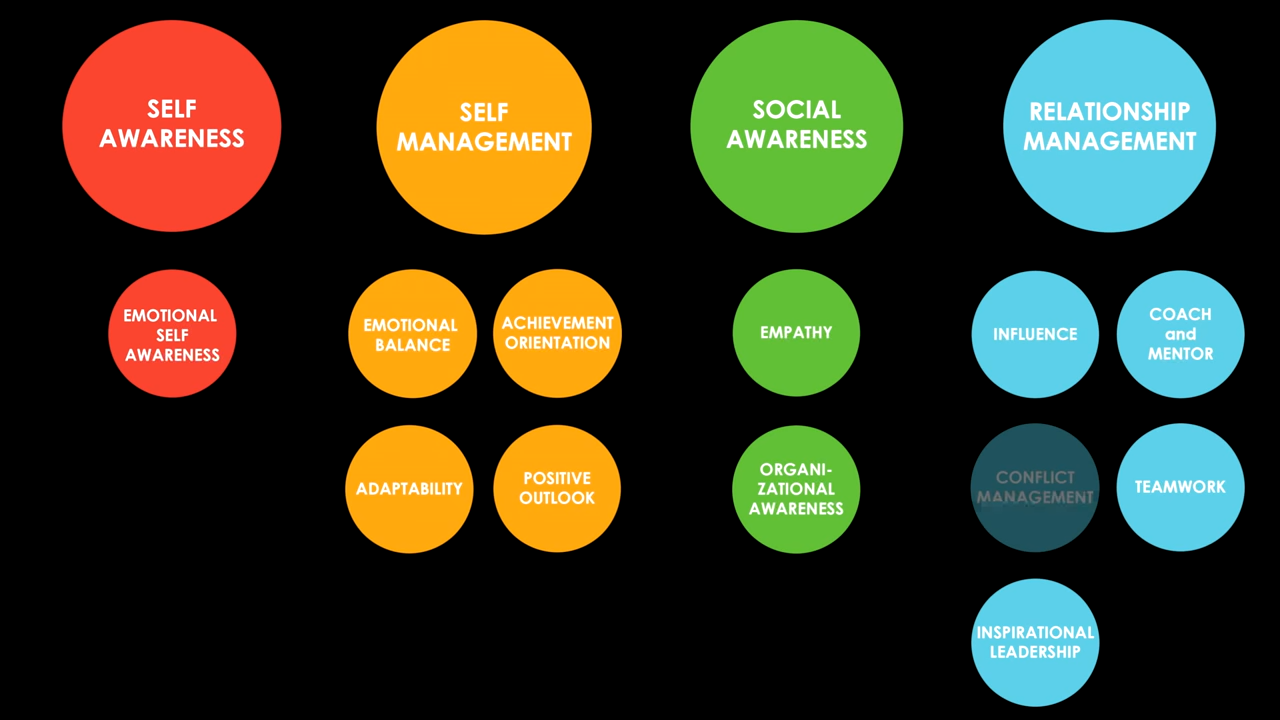 SELF
AWARENESS
SELF
MANAGEMENT
SOCIAL
AWARENESS
RELATIONSHIP
MANAGEMENT
EMOTIONAL
SELF
AWARENESS
EMOTIONAL
BALANCE
ACHIEVEMENT
ORIENTATION
EMPATHY
INFLUENCE
COACH
and
MENTOR
ADAPTABILITY
POSITIVE
OUTLOOK
ORGANI-
ZATIONAL
AWARENESS
CONFLICT
MANAGEMENT
TEAMWORK
INSPIRATIONAL
LEADERSHIP